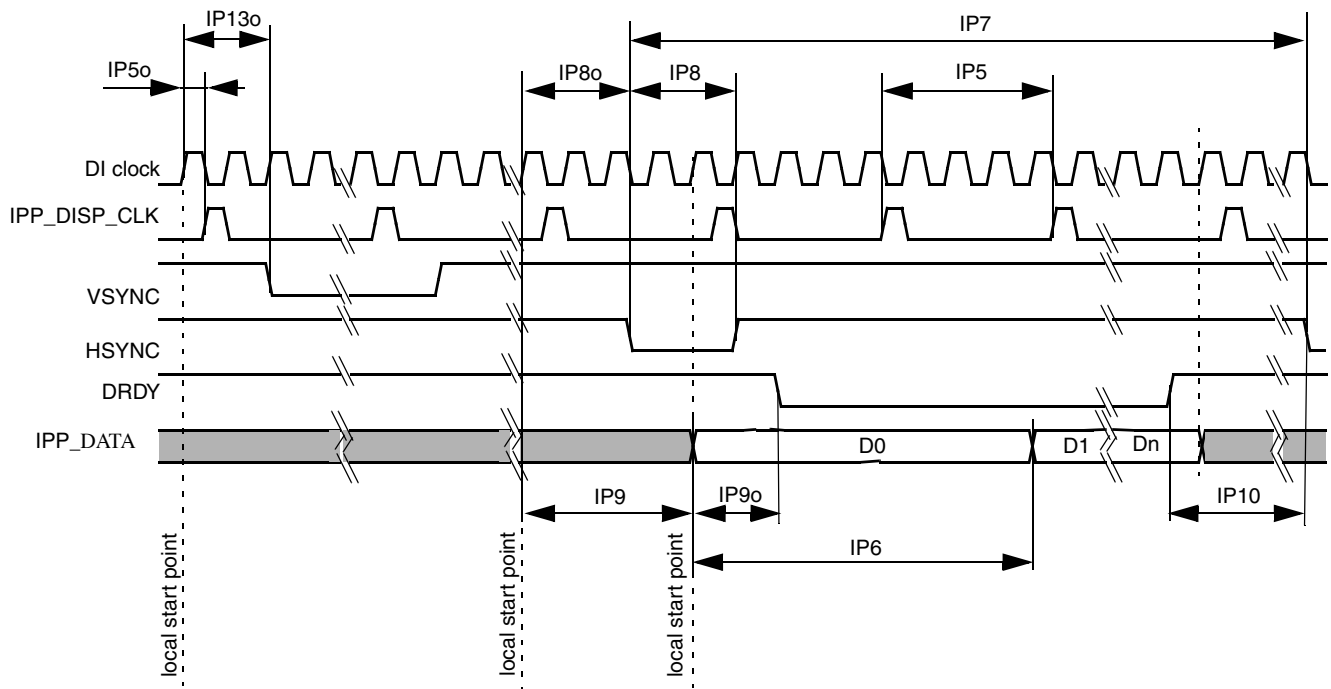 IP13o
IP7
IP5o
IP8o
IP8
IP5
DI clock
IPP_DISP_CLK
VSYNC
HSYNC
DRDY
IPP_DATA
D0
D1
Dn
IP9
IP9o
IP10
IP6
local start point
local start point
local start point